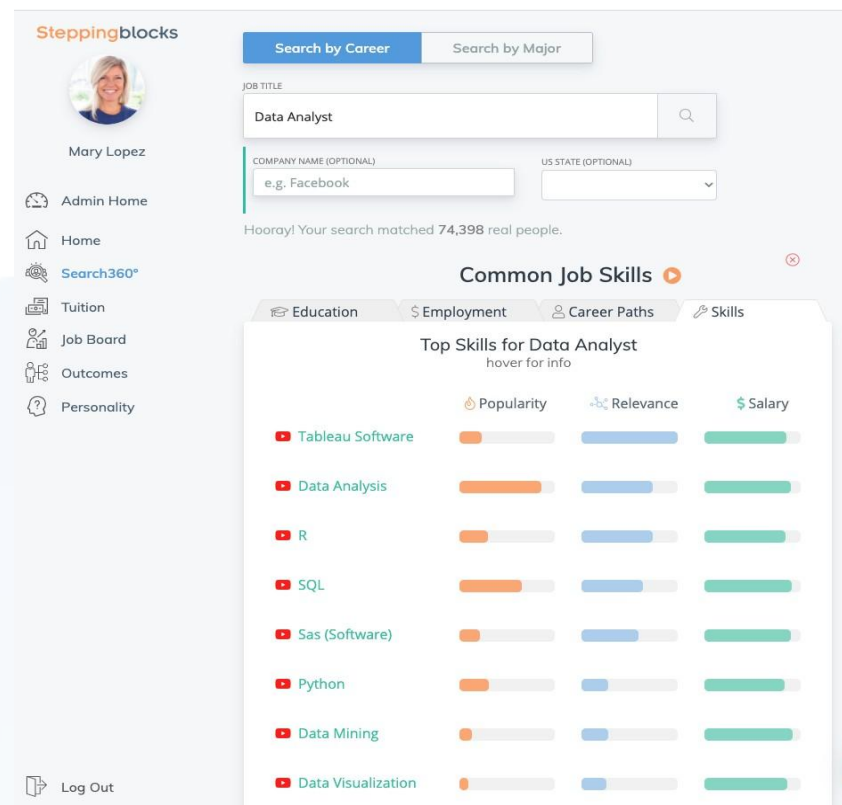 Steppingblocks
Mary Lopez
Admin Home
Home
Search360°
Tuition
Job Board
Outcomes
Personality
Log Out
Search by Career
Search by Major
JOB TITLE
Data Analyst
COMPANY NAME (OPTIONAL)
US STATE (OPTIONAL)
e.g. Facebook
Hooray! Your search matched 74,398 real people.
Common Job Skills
Education
$ Employment
Career Paths
Skills
Top Skills for Data Analyst
hover for info
Popularity
Relevance
$ Salary
Tableau Software
Data Analysis
R
SQL
Sas (Software)
Python
Data Mining
Data Visualization